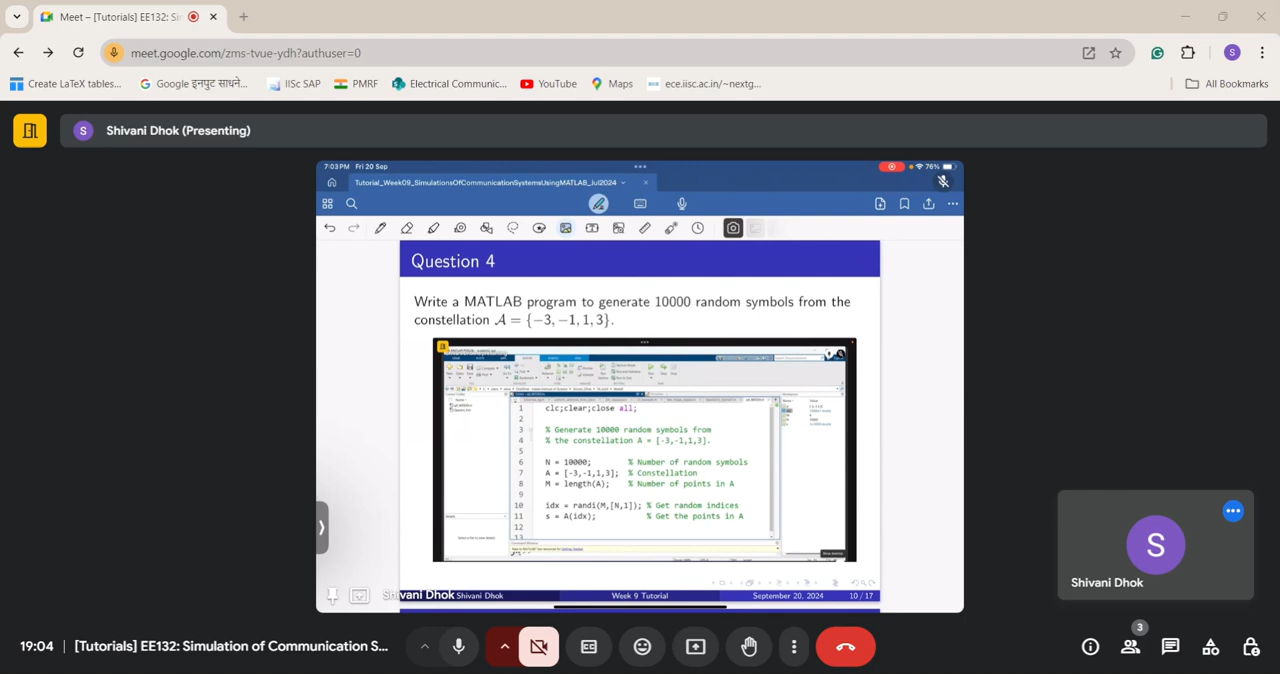 Meet – [Tutorials] EE132: Si
meet.google.com/zms-tvue-ydh?authuser=0
S
Create LaTeX tables...
Google इनपुट साधने...
IISc SAP
PMRF
Electrical Communic...
YouTube
Maps
ece.iisc.ac.in/~nextg...
All Bookmarks
S
Shivani Dhok (Presenting)
7:03 PM Fri 20 Sep
76%
Tutorial_Week09_SimulationsOfCommunicationSystemsUsingMATLAB_Jul2024
Question 4
Write a MATLAB program to generate 10000 random symbols from the
constellation 𝒜 = {−3, −1, 1, 3}.
1 clc;clear;close all;
2
3 % Generate 10000 random symbols from
4 % the constellation A = [-3,-1,1,3].
5
6 N = 10000; % Number of random symbols
7 A = [-3,-1,1,3]; % Constellation
8 M = length(A); % Number of points in A
9
10 idx = randi(M,[N,1]); % Get random indices
11 s = A(idx); % Get the points in A
12
13
Shivani Dhok
Shivani Dhok
Week 9 Tutorial
September 20, 2024
10 / 17
S
Shivani Dhok
19:04
[Tutorials] EE132: Simulation of Communication S...
3